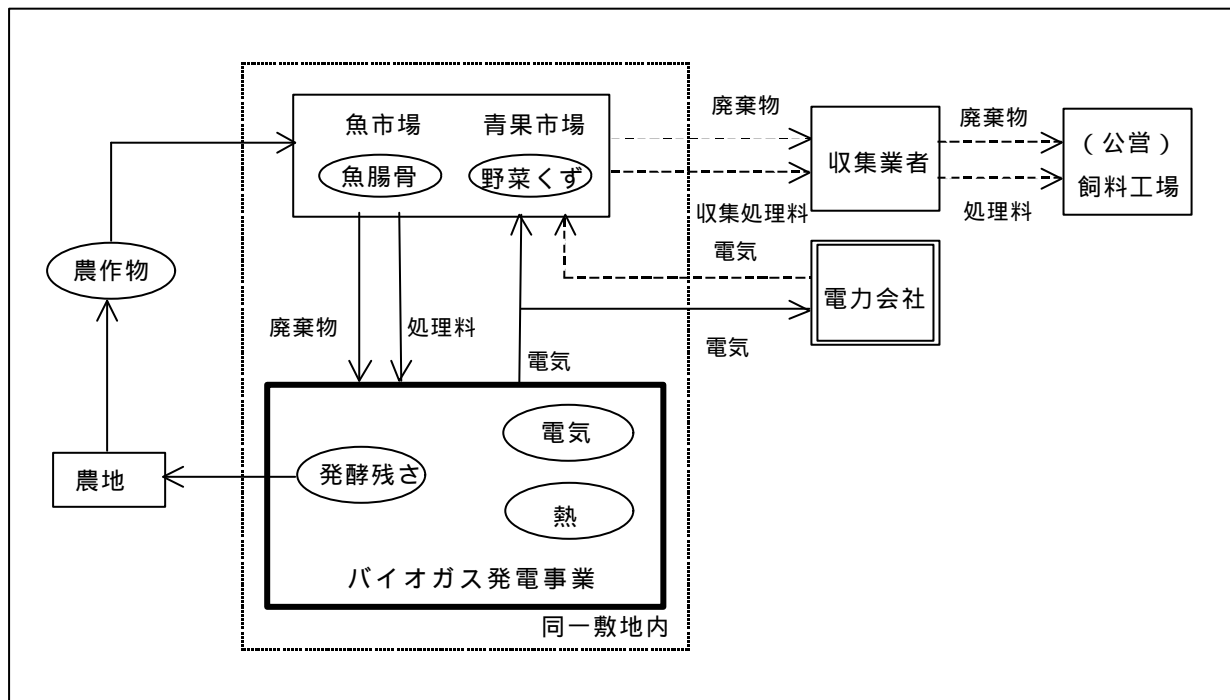 魚市場
青果市場
魚腸骨
野菜くず
廃棄物
収集処理料
収集業者
廃棄物
処理料
（公営）
飼料工場
電気
電力会社
電気
農作物
廃棄物
処理料
電気
農地
発酵残さ
電気
熱
バイオガス発電事業
同一敷地内